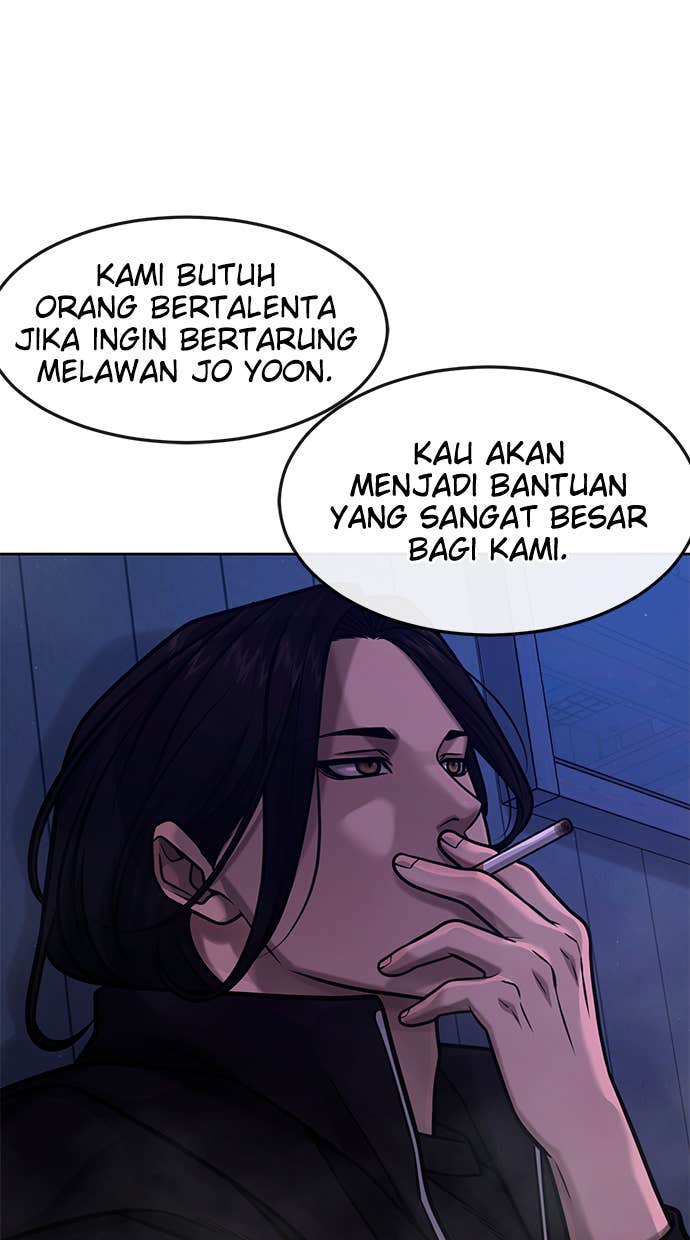 KAMI BUTUH
ORANG BERTALENTA
JIKA INGIN BERTARUNG
MELAWAN JO YOON.
KAU AKAN
MENJADI BANTUAN
YANG SANGAT BESAR
BAGI KAMI.